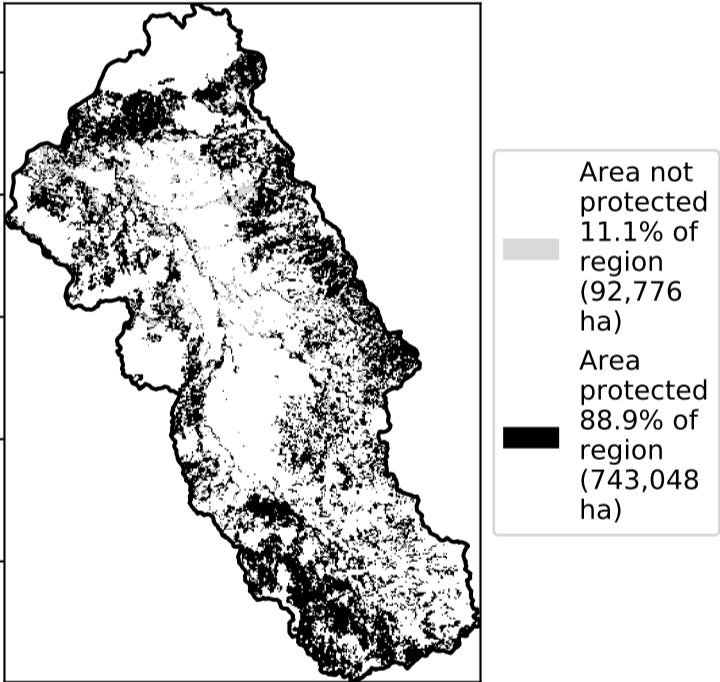 Area not
protected
11.1% of
region
(92,776
ha)
Area
protected
88.9% of
region
(743,048
ha)